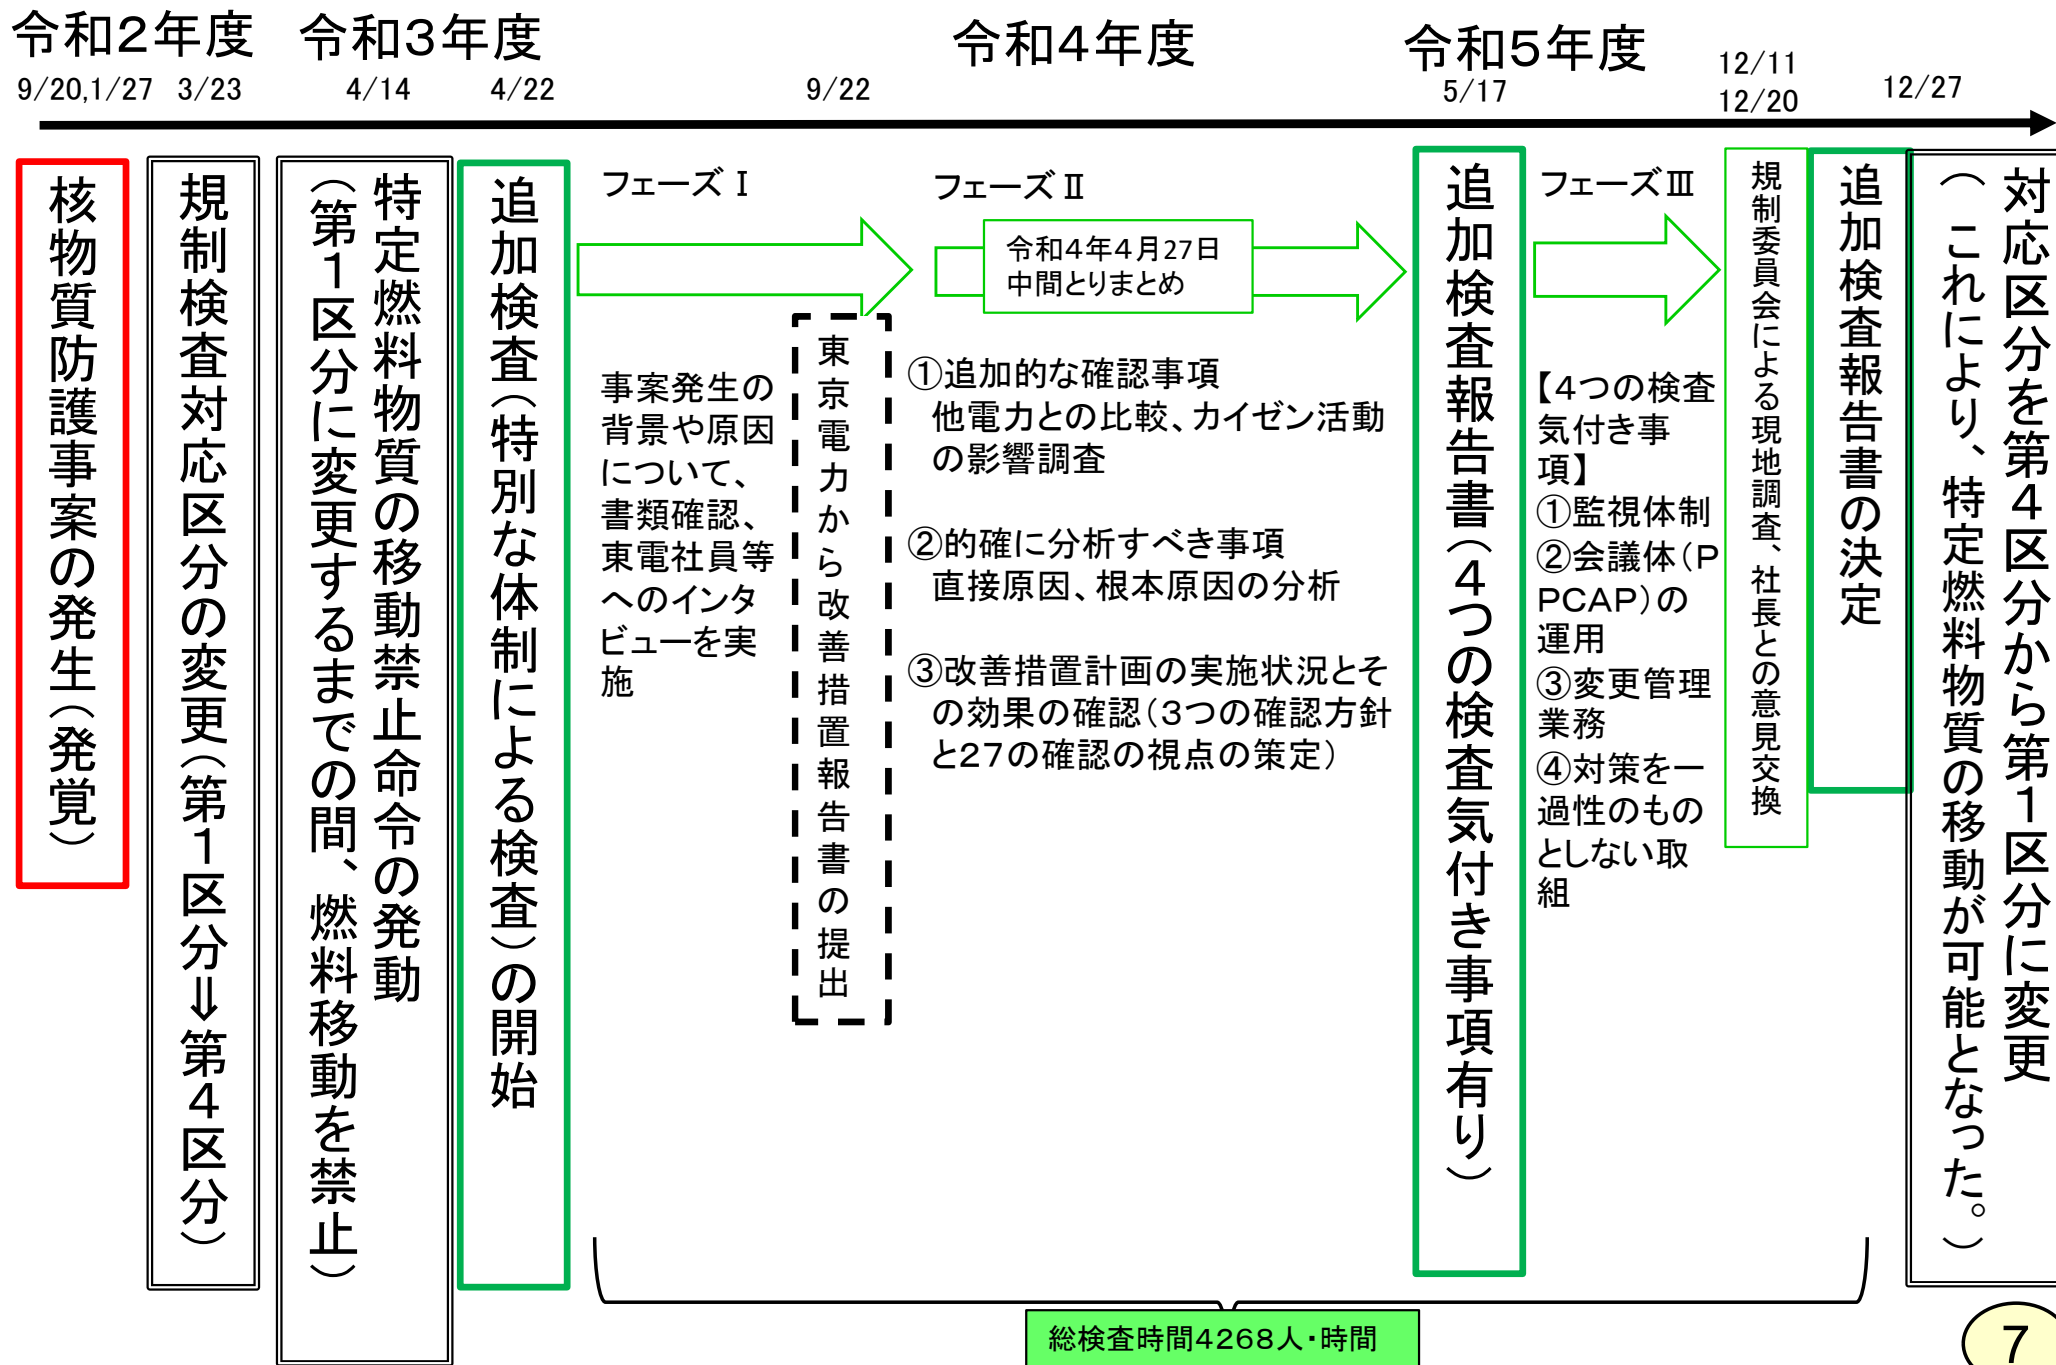 令和２年度
令和３年度
令和４年度
令和５年度
9/20,1/27
3/23
4/14
4/22
9/22
5/17
12/11
12/20
12/27
核物質防護事案の発生（発覚）
規制検査対応区分の変更（第１区分⇒第４区分）
特定燃料物質の移動禁止命令の発動
（第１区分に変更するまでの間、燃料移動を禁止）
追加検査（特別な体制による検査）の開始
フェーズⅠ
事案発生の
背景や原因
について、
書類確認、
東電社員等
へのインタ
ビューを実
施
東京電力から改善措置報告書の提出
フェーズⅡ
令和４年４月27日
中間とりまとめ
①追加的な確認事項
他電力との比較、カイゼン活動
の影響調査
②的確に分析すべき事項
直接原因、根本原因の分析
③改善措置計画の実施状況とそ
の効果の確認（３つの確認方針
と２７の確認の視点の策定）
追加検査報告書（４つの検査気付き事項有り）
フェーズⅢ
【４つの検査
気付き事
項】
①監視体制
②会議体（Ｐ
ＰＣＡＰ）の
運用
③変更管理
業務
④対策を一
過性のもの
としない取
組
規制委員会による現地調査、社長との意見交換
追加検査報告書の決定
対応区分を第４区分から第１区分に変更
（これにより、特定燃料物質の移動が可能となった。）
総検査時間４２６８人・時間
7